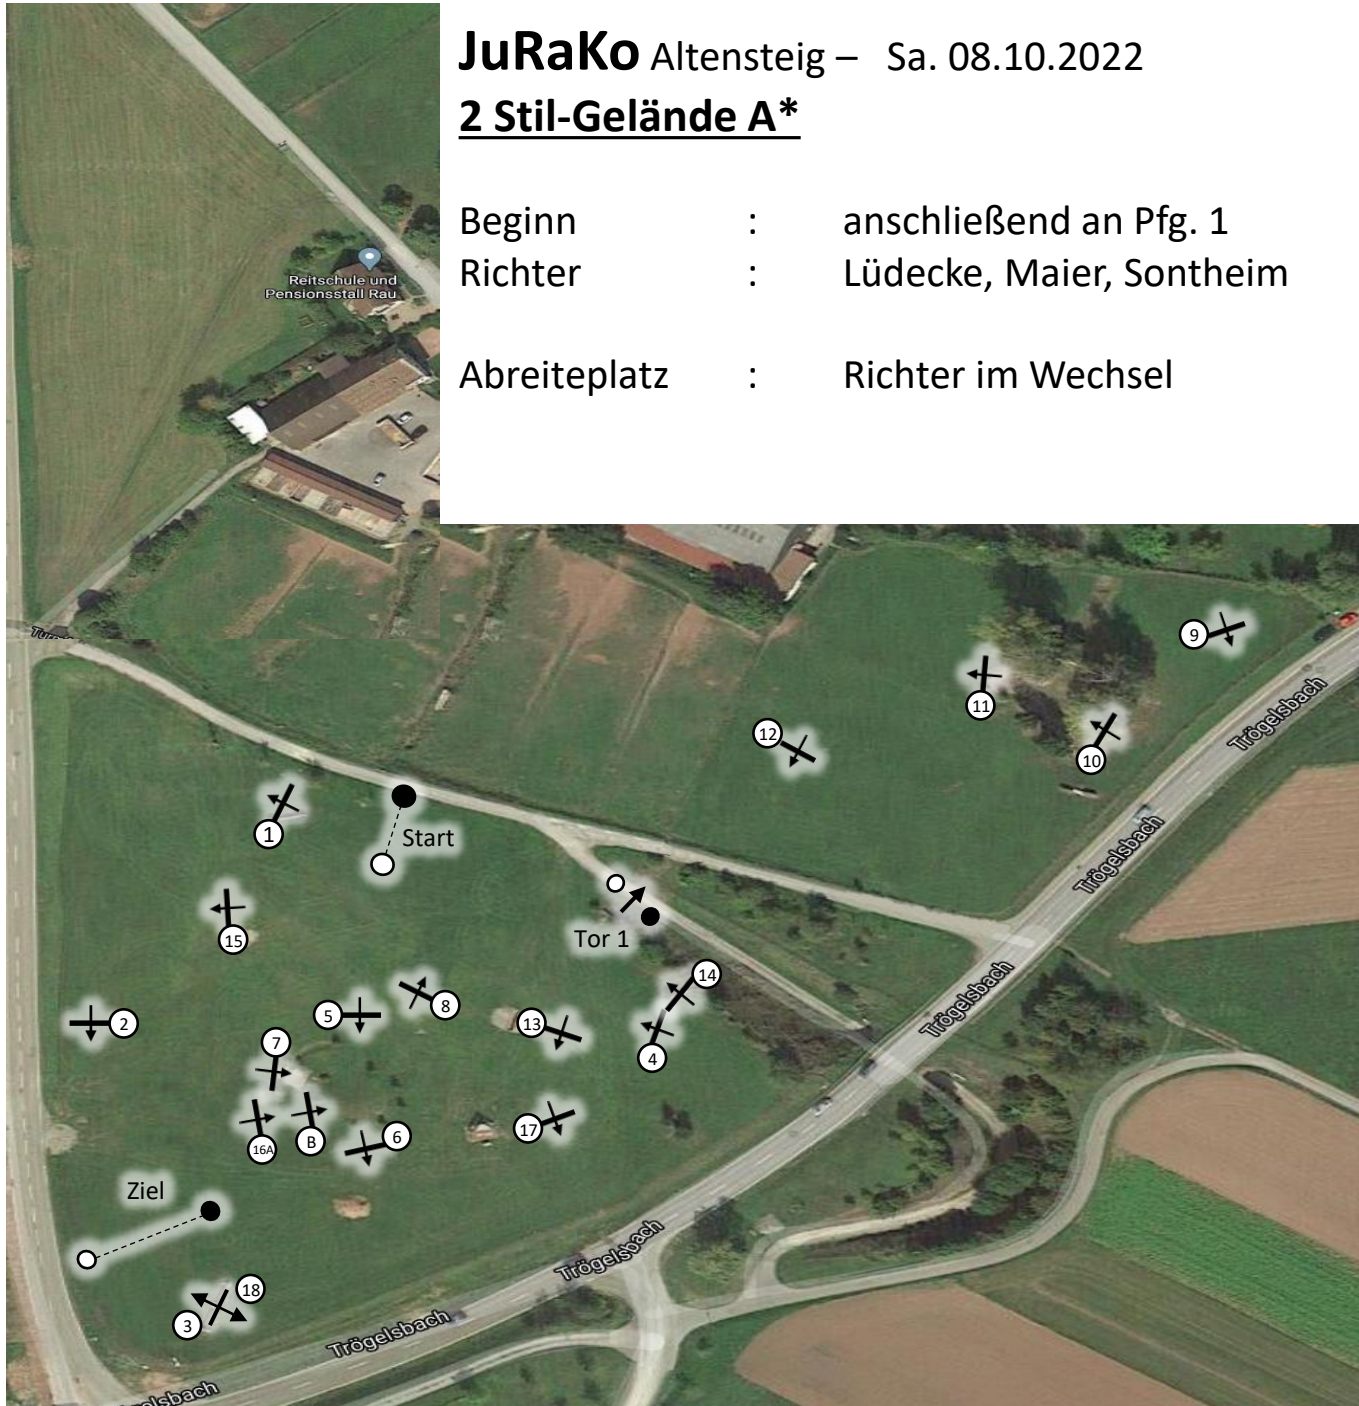 JuRaKo Altensteig – Sa. 08.10.2022
2 Stil-Gelände A*
Beginn : anschließend an Pfg. 1
Richter : Lüdecke, Maier, Sontheim
Abreiteplatz : Richter im Wechsel
Reitschule und
Pensionsstall Rau
9
11
12
10
Trögelsbach
1
Start
Trögelsbach
Tor 1
15
14
Trögelsbach
8
2
5
13
7
4
17
6
B
16A
Ziel
Trögelsbach
18
3
Trögelsbach
gelsbach